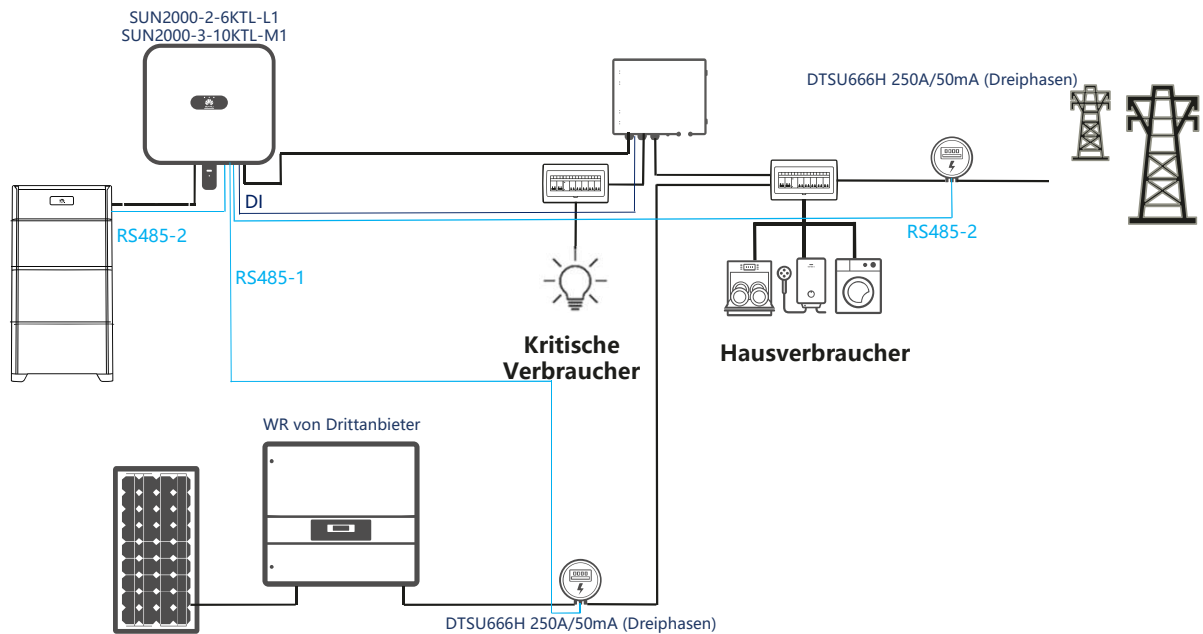 SUN2000-2-6KTL-L1
SUN2000-3-10KTL-M1
DTSU666H 250A/50mA (Dreiphasen)
DI
RS485-2
RS485-2
RS485-1
Kritische
Verbraucher
Hausverbraucher
WR von Drittanbieter
DTSU666H 250A/50mA (Dreiphasen)